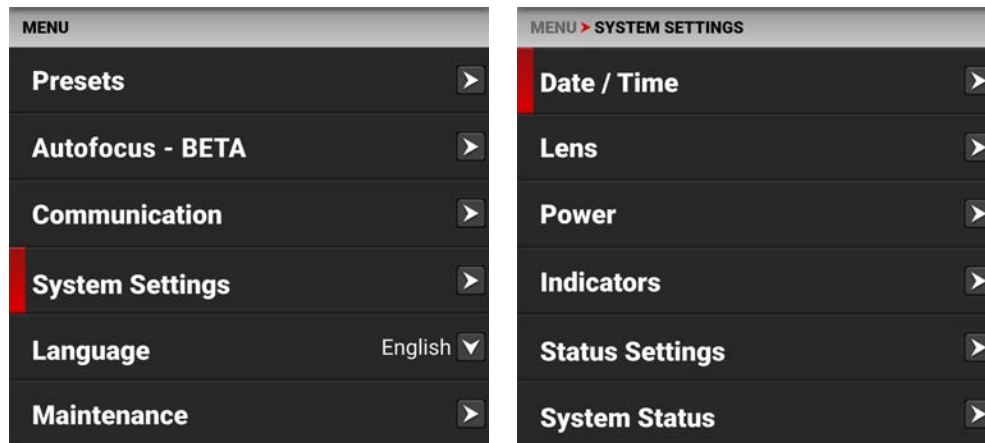 MENU
Presets
Autofocus - BETA
Communication
System Settings
Language English
Maintenance
MENU > SYSTEM SETTINGS
Date / Time
Lens
Power
Indicators
Status Settings
System Status